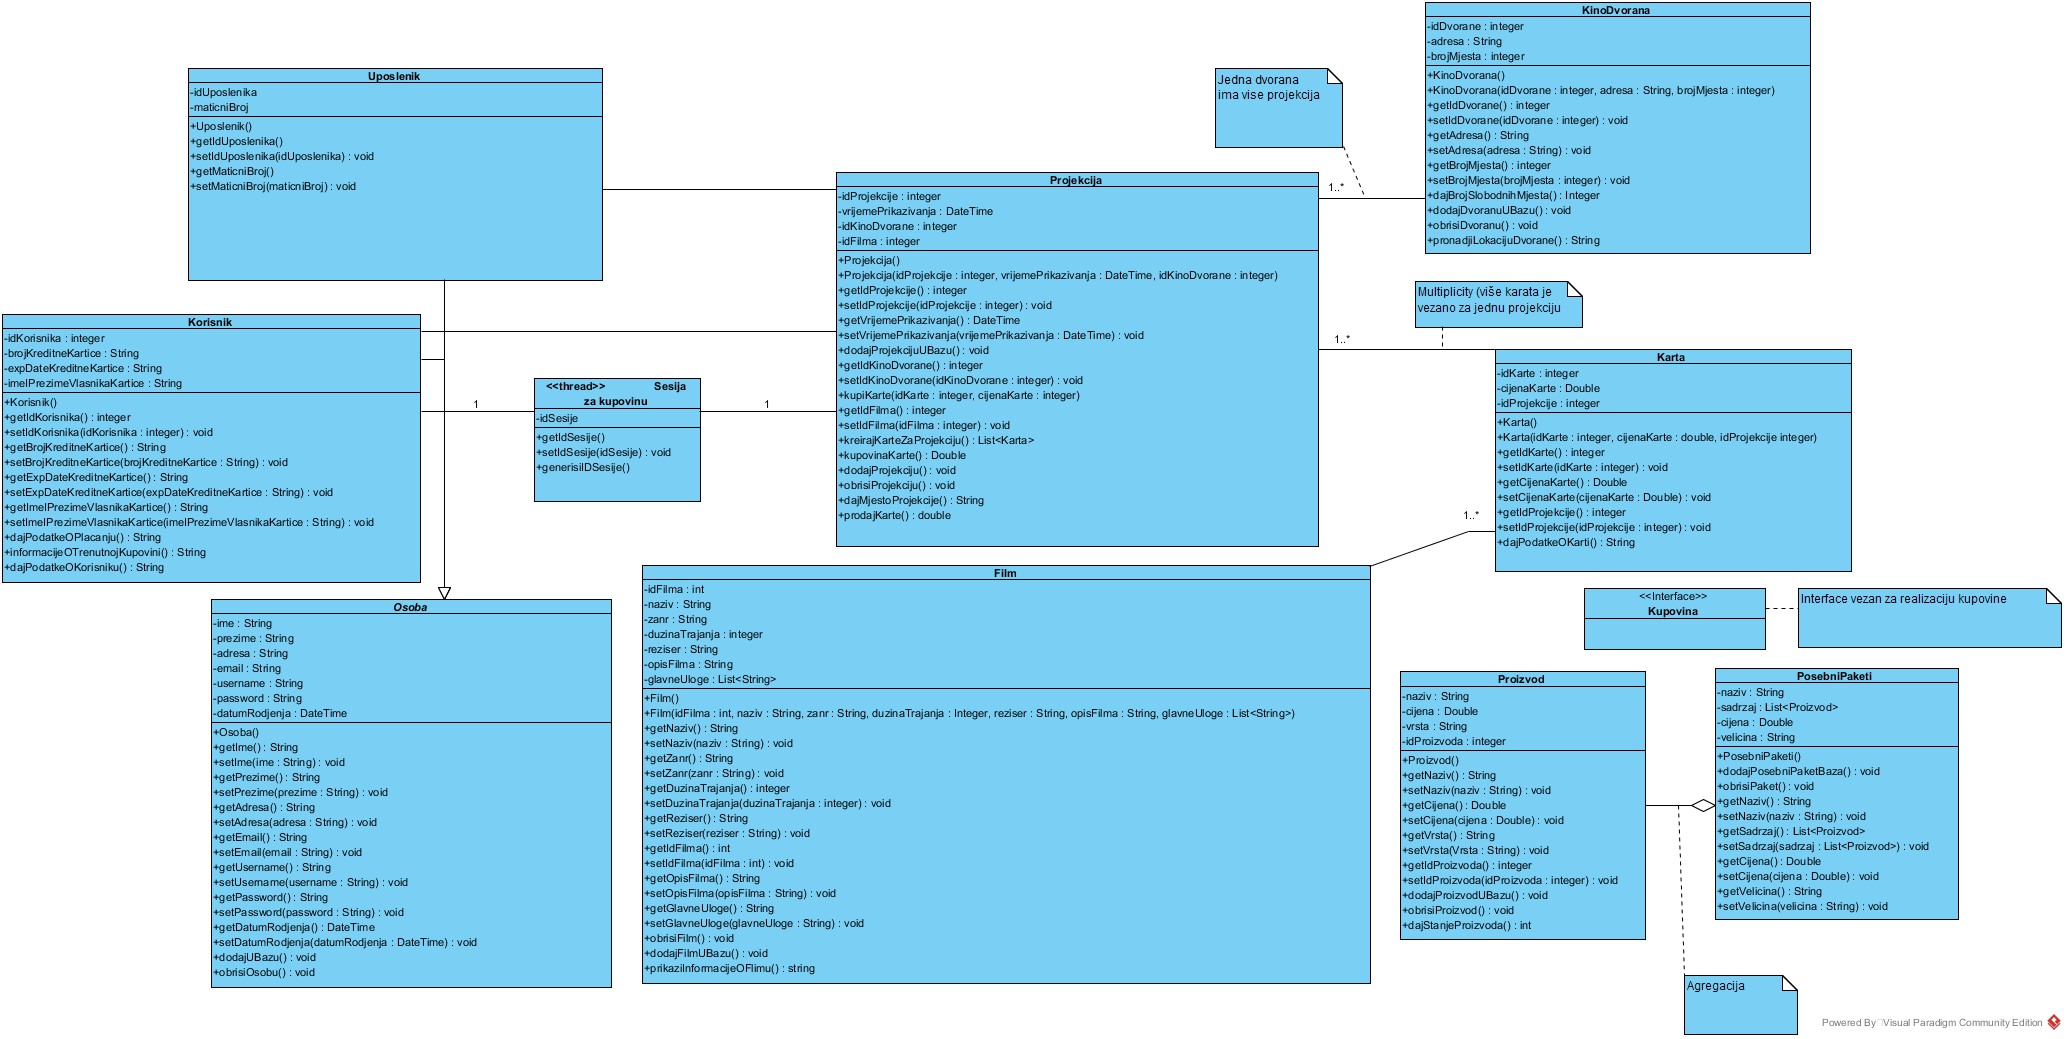 Uposlenik
-idUposlenika
-maticniBroj
+Uposlenik()
+getIdUposlenika()
+setIdUposlenika(idUposlenika) : void
+getMaticniBroj()
+setMaticniBroj(maticniBroj) : void
Jedna dvorana
ima vise projekcija
KinoDvorana
-idDvorane : integer
-adresa : String
-brojMjesta : integer
+KinoDvorana()
+KinoDvorana(idDvorane : integer, adresa : String, brojMjesta : integer)
+getIdDvorane() : integer
+setIdDvorane(idDvorane : integer) : void
+getAdresa() : String
+setAdresa(adresa : String) : void
+getBrojMjesta() : integer
+setBrojMjesta(brojMjesta : integer) : void
+dajBrojSlobodnihMjesta() : Integer
+dodajDvoranuUBazu() : void
+obrisiDvoranu() : void
+pronadjiLokacijuDvorane() : String
1..*
Projekcija
-idProjekcije : integer
-vrijemePrikazivanja : DateTime
-idKinoDvorane : integer
-idFilma : integer
+Projekcija()
+Projekcija(idProjekcije : integer, vrijemePrikazivanja : DateTime, idKinoDvorane : integer)
+getIdProjekcije() : integer
+setIdProjekcije(idProjekcije : integer) : void
+getVrijemePrikazivanja() : DateTime
+setVrijemePrikazivanja(vrijemePrikazivanja : DateTime) : void
+dodajProjekcijuUBazu() : void
+getIdKinoDvorane() : integer
+setIdKinoDvorane(idKinoDvorane : integer) : void
+kupiKarte(idKarte : integer, cijenaKarte : integer)
+getIdFilma() : integer
+setIdFilma(idFilma : integer) : void
+kreirajKarteZaProjekciju() : List<Karta>
+kupovinaKarte() : Double
+dodajProjekciju() : void
+obrisiProjekciju() : void
+dajMjestoProjekcije() : String
+prodajKarte() : double
Multiplicity (više karata je
vezano za jednu projekciju
1..*
Korisnik
-idKorisnika : integer
-brojKreditneKartice : String
-expDateKreditneKartice : String
-imeIPrezimeVlasnikaKartice : String
+Korisnik()
+getIdKorisnika() : integer
+setIdKorisnika(idKorisnika : integer) : void
+getBrojKreditneKartice() : String
+setBrojKreditneKartice(brojKreditneKartice : String) : void
+getExpDateKreditneKartice() : String
+setExpDateKreditneKartice(expDateKreditneKartice : String) : void
+getImeIPrezimeVlasnikaKartice() : String
+setImeIPrezimeVlasnikaKartice(imeIPrezimeVlasnikaKartice : String) : void
+dajPodatkeOPlacanju() : String
+informacijeOTrenutnojKupovini() : String
+dajPodatkeOKorisniku() : String
1
<<thread>> Sesija
za kupovinu
-idSesije
+getIdSesije()
+setIdSesije(idSesije) : void
+generisiIDSesije()
1
Karta
-idKarte : integer
-cijenaKarte : Double
-idProjekcije : integer
+Karta()
+Karta(idKarte : integer, cijenaKarte : double, idProjekcije integer)
+getIdKarte() : integer
+setIdKarte(idKarte : integer) : void
+getCijenaKarte() : Double
+setCijenaKarte(cijenaKarte : Double) : void
+getIdProjekcije() : integer
+setIdProjekcije(idProjekcije : integer) : void
+dajPodatkeOKarti() : String
1..*
Osoba
-ime : String
-prezime : String
-adresa : String
-email : String
-username : String
-password : String
-datumRodjenja : DateTime
+Osoba()
+getIme() : String
+setIme(ime : String) : void
+getPrezime() : String
+setPrezime(prezime : String) : void
+getAdresa() : String
+setAdresa(adresa : String) : void
+getEmail() : String
+setEmail(email : String) : void
+getUsername() : String
+setUsername(username : String) : void
+getPassword() : String
+setPassword(password : String) : void
+getDatumRodjenja() : DateTime
+setDatumRodjenja(datumRodjenja : DateTime) : void
+dodajUBazu() : void
+obrisiOsobu() : void
Film
-idFilma : int
-naziv : String
-zanr : String
-duzinaTrajanja : integer
-reziser : String
-opisFilma : String
-glavneUloge : List<String>
+Film()
+Film(idFilma : int, naziv : String, zanr : String, duzinaTrajanja : Integer, reziser : String, opisFilma : String, glavneUloge : List<String>)
+getNaziv() : String
+setNaziv(naziv : String) : void
+getZanr() : String
+setZanr(zanr : String) : void
+getDuzinaTrajanja() : integer
+setDuzinaTrajanja(duzinaTrajanja : integer) : void
+getReziser() : String
+setReziser(reziser : String) : void
+getIdFilma() : int
+setIdFilma(idFilma : int) : void
+getOpisFilma() : String
+setOpisFilma(opisFilma : String) : void
+getGlavneUloge() : String
+setGlavneUloge(glavneUloge : String) : void
+obrisiFilm() : void
+dodajFilmUBazu() : void
+prikaziInformacijeOFlimu() : string
<<Interface>>
Kupovina
Interface vezan za realizaciju kupovine
Proizvod
-naziv : String
-cijena : Double
-vrsta : String
-idProizvoda : integer
+Proizvod()
+getNaziv() : String
+setNaziv(naziv : String) : void
+getCijena() : Double
+setCijena(cijena : Double) : void
+getVrsta() : String
+setVrsta(Vrsta : String) : void
+getIdProizvoda() : integer
+setIdProizvoda(idProizvoda : integer) : void
+dodajProizvodUBazu() : void
+obrisiProizvod() : void
+dajStanjeProizvoda() : int
PosebniPaketi
-naziv : String
-sadrzaj : List<Proizvod>
-cijena : Double
-velicina : String
+PosebniPaketi()
+dodajPosebniPaketBaza() : void
+obrisiPaket() : void
+getNaziv() : String
+setNaziv(naziv : String) : void
+getSadrzaj() : List<Proizvod>
+setSadrzaj(sadrzaj : List<Proizvod>) : void
+getCijena() : Double
+setCijena(cijena : Double) : void
+getVelicina() : String
+setVelicina(velicina : String) : void
Agregacija
Powered By Visual Paradigm Community Edition